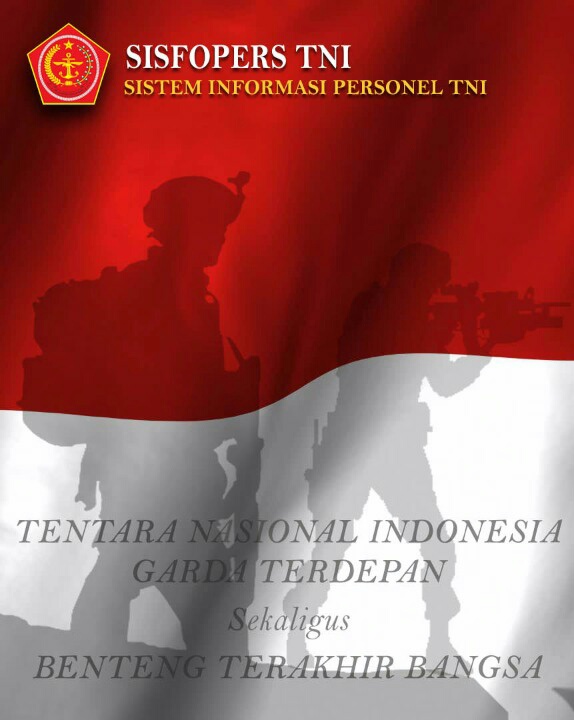 SISFOPERS TNI
SISTEM INFORMASI PERSONEL TNI
TENTARA NASIONAL INDONESIA
GARDA TERDEPAN
Sekaligus
BENTENG TERAKHIR BANGSA